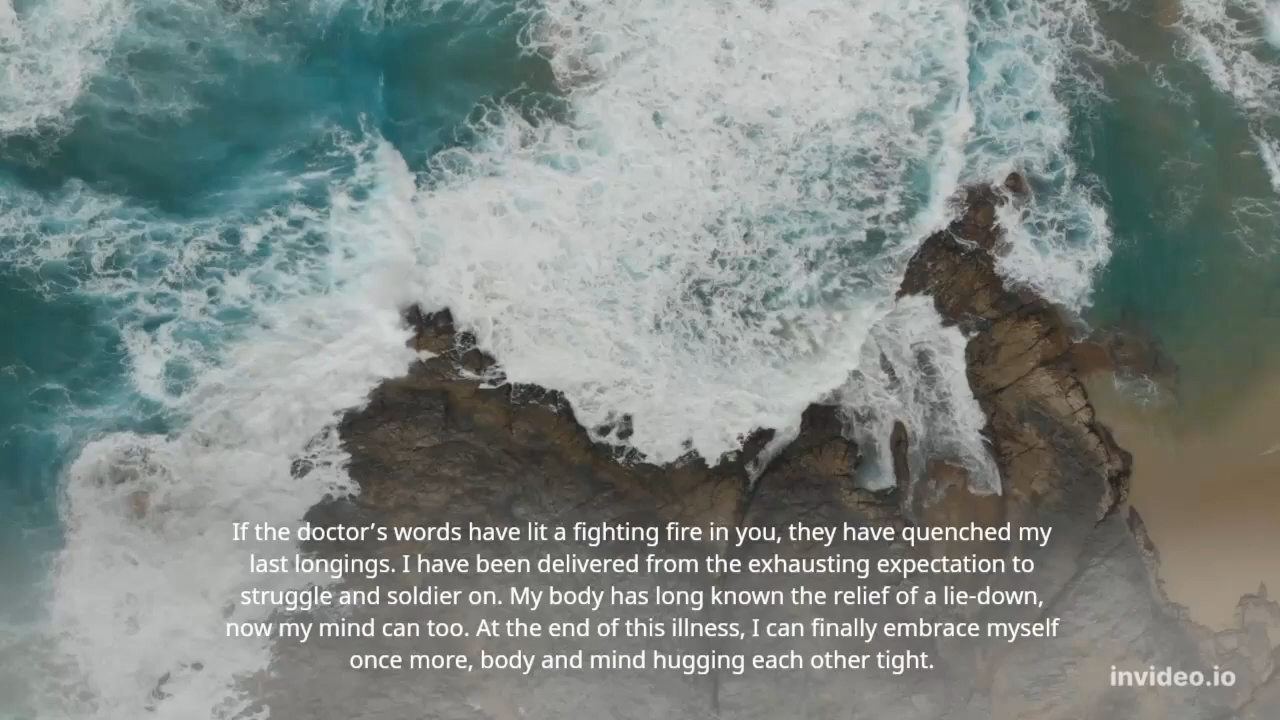 If the doctor’s words have lit a fighting fire in you, they have quenched my
last longings. I have been delivered from the exhausting expectation to
struggle and soldier on. My body has long known the relief of a lie-down,
now my mind can too. At the end of this illness, I can finally embrace myself
once more, body and mind hugging each other tight.
invideo.io